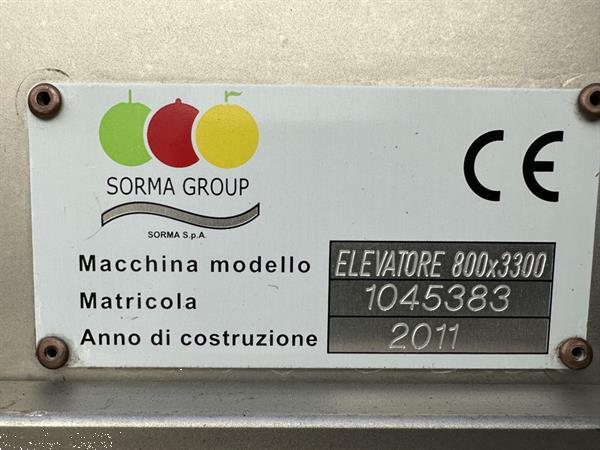 SORMA GROUP
SORMA S.p.A.
CE
Macchina modello ELEVATORE 800x3300
Matricola 1045383
Anno di costruzione 2011